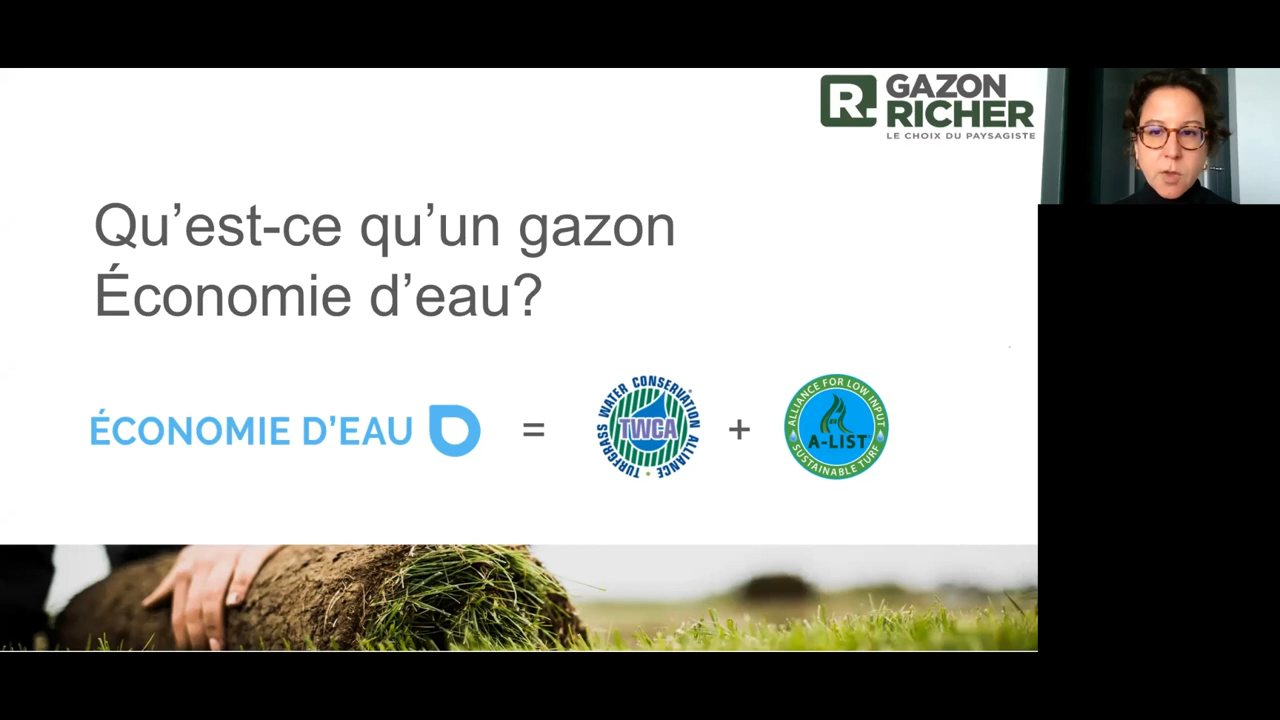 R.
GAZON
RICHER
LE CHOIX DU PAYSAGISTE
Qu'est-ce qu'un gazon
Économie d'eau?
ÉCONOMIE D'EAU
=
TURFGRASS WATER CONSERVATION ALLIANCE
TWCA
+
ALLIANCE FOR LOW INPUT
A-LIST
SUSTAINABLE TURF